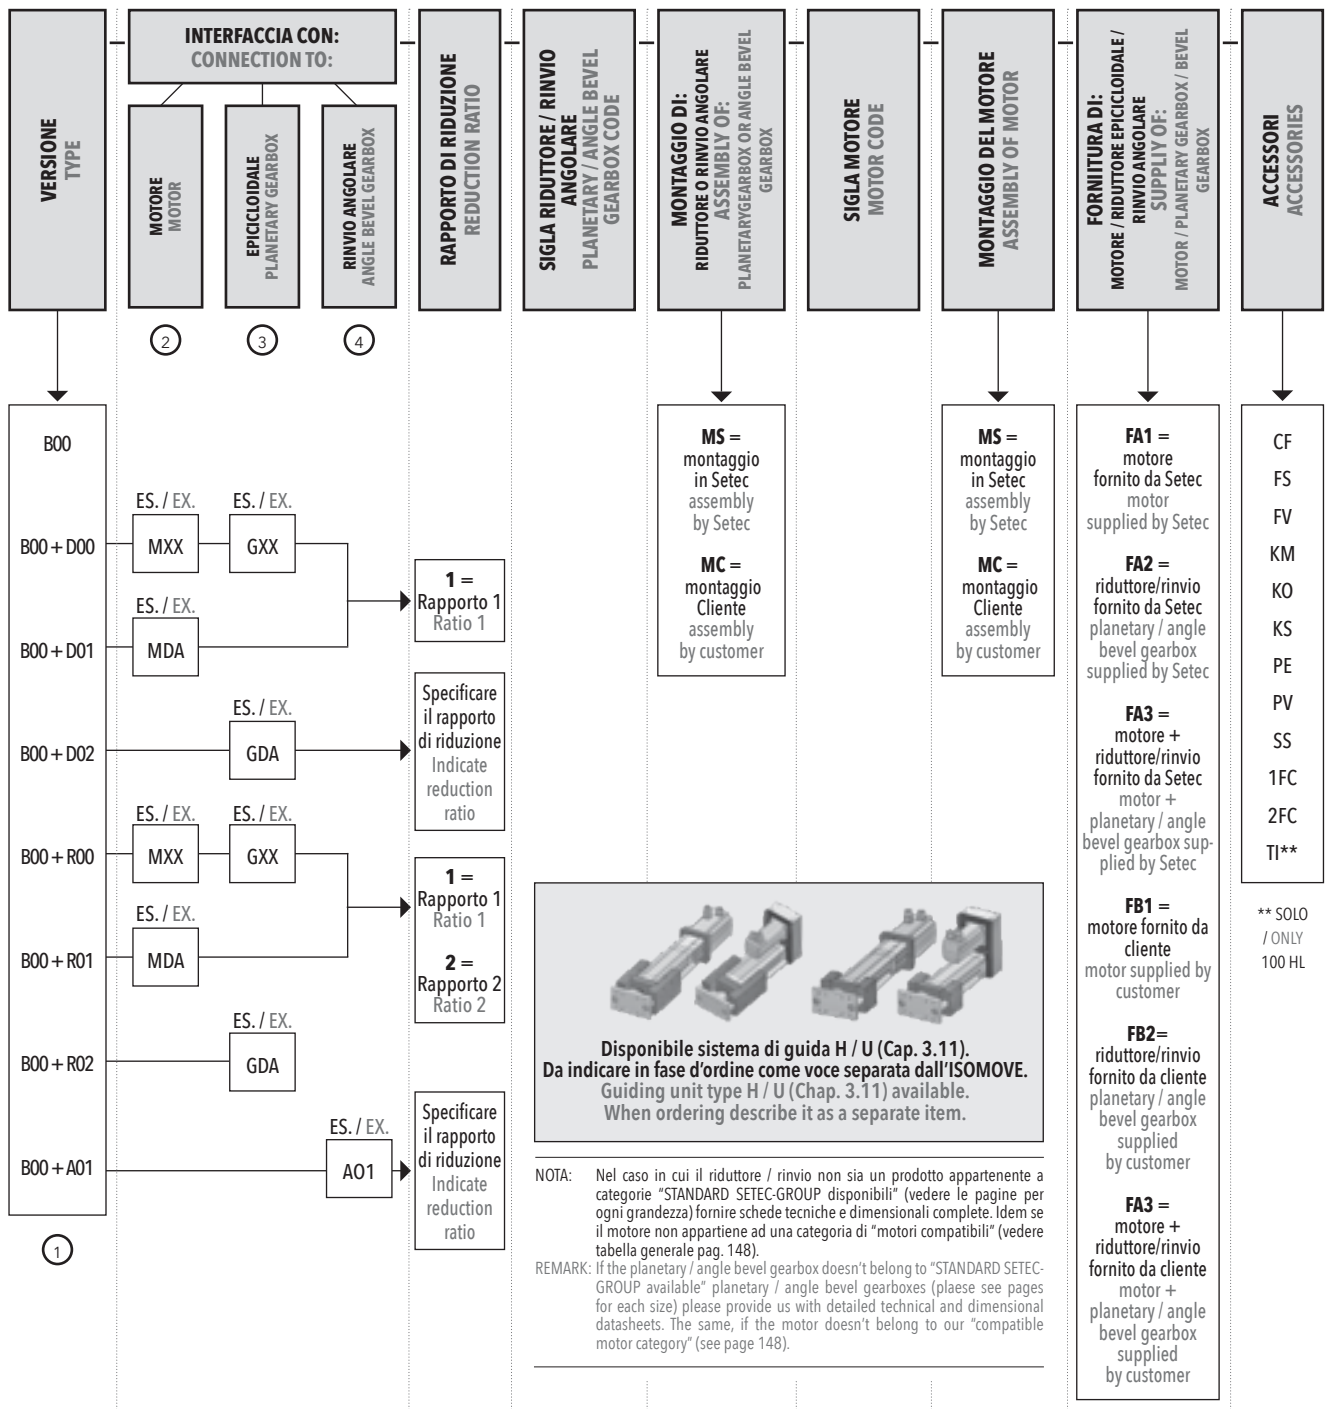 VERSIONE
TYPE
INTERFACCIA CON:
CONNECTION TO:
MOTORE
MOTOR
EPICICLOIDALE
PLANETARY GEARBOX
RINVIO ANGOLARE
ANGLE BEVEL GEARBOX
RAPPORTO DI RIDUZIONE
REDUCTION RATIO
SIGLA RIDUTTORE / RINVIO
ANGOLARE
PLANETARY / ANGLE BEVEL
GEARBOX CODE
MONTAGGIO DI:
RIDUTTORE O RINVIO ANGOLARE
ASSEMBLY OF:
PLANETARYGEARBOX OR ANGLE BEVEL
GEARBOX
SIGLA MOTORE
MOTOR CODE
MONTAGGIO DEL MOTORE
ASSEMBLY OF MOTOR
FORNITURA DI:
MOTORE / RIDUTTORE EPICICLOIDALE /
RINVIO ANGOLARE
SUPPLIY OF:
MOTOR / PLANETARY GEARBOX / BEVEL
GEARBOX
ACCESSORI
ACCESSORIES
2
3
4
B00
B00 + D00
B00 + D01
B00 + D02
B00 + R00
B00 + R01
B00 + R02
B00 + A01
1
ES. / EX.
MXX
ES. / EX.
GXX
ES. / EX.
MDA
ES. / EX.
GDA
ES. / EX.
MXX
ES. / EX.
GXX
ES. / EX.
MDA
ES. / EX.
GDA
ES. / EX.
AO1
1 =
Rapporto 1
Ratio 1
Specificare
il rapporto
di riduzione
Indicate
reduction
ratio
1 =
Rapporto 1
Ratio 1
2 =
Rapporto 2
Ratio 2
Specificare
il rapporto
di riduzione
Indicate
reduction
ratio
MS =
montaggio
in Setec
assembly
by Setec
MC =
montaggio
Cliente
assembly
by customer
MS =
montaggio
in Setec
assembly
by Setec
MC =
montaggio
Cliente
assembly
by customer
FA1 =
motore
fornito da Setec
motor
supplied by Setec
FA2 =
riduttore/rinvio
fornito da Setec
planetary / angle
bevel gearbox
supplied by Setec
FA3 =
motore +
riduttore/rinvio
fornito da Setec
motor +
planetary / angle
bevel gearbox sup-
plied by Setec
FB1 =
motore fornito da
cliente
motor supplied by
customer
FB2=
riduttore/rinvio
fornito da cliente
planetary / angle
bevel gearbox
supplied
by customer
FA3 =
motore +
riduttore/rinvio
fornito da cliente
motor +
planetary / angle
bevel gearbox
supplied
by customer
CF
FS
FV
KM
KO
KS
PE
PV
SS
1FC
2FC
TI**
** SOLO
/ ONLY
100 HL
Disponibile sistema di guida H / U (Cap. 3.11).
Da indicare in fase d'ordine come voce separata dall'ISOMOVE.
Guiding unit type H / U (Chap. 3.11) available.
When ordering describe it as a separate item.
NOTA: Nel caso in cui il riduttore / rinvio non sia un prodotto appartenente a
categorie “STANDARD SETEC-GROUP disponibili” (vedere le pagine per
ogni grandezza) fornire schede tecniche e dimensionali complete. Idem se
il motore non appartiene ad una categoria di “motori compatibili” (vedere
tabella generale pag. 148).
REMARK: If the planetary / angle bevel gearbox doesn't belong to “STANDARD SETEC-
GROUP available” planetary / angle bevel gearboxes (plaese see pages
for each size) please provide us with detailed technical and dimensional
datasheets. The same, if the motor doesn't belong to our “compatible
motor category” (see page 148).